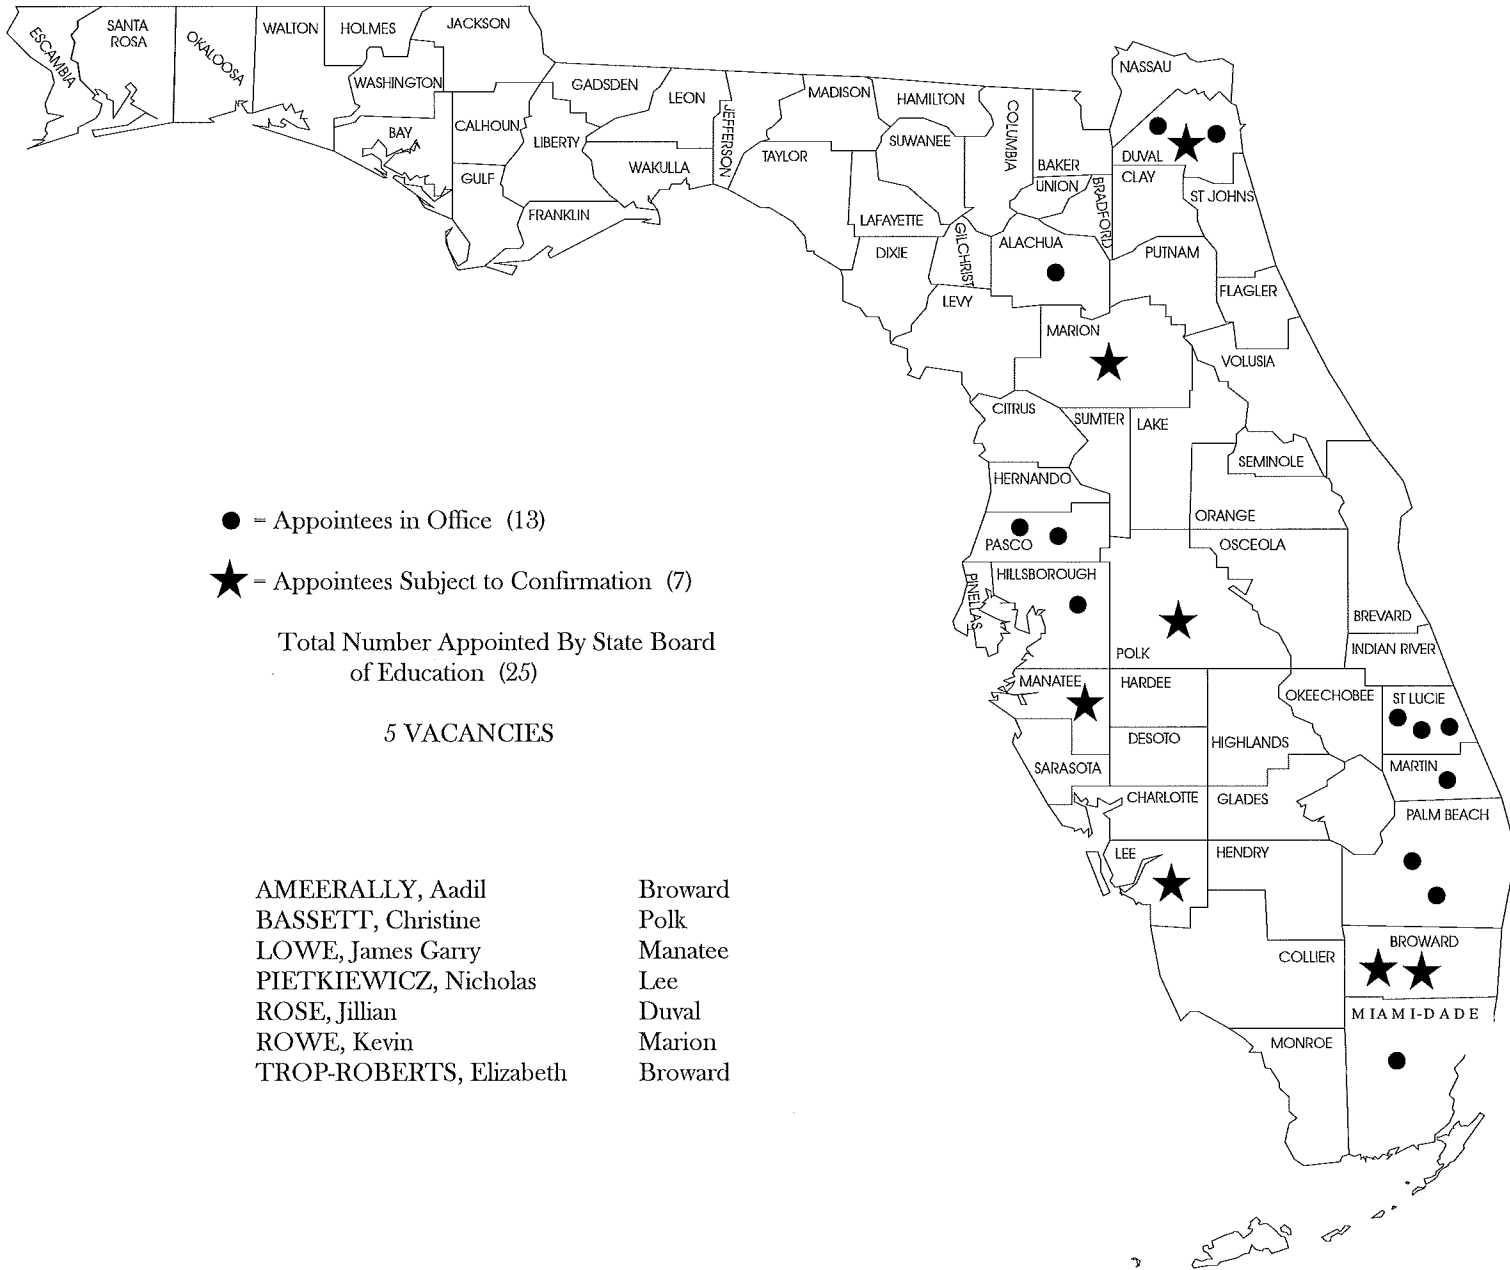 ESCAMBIA
SANTA
ROSA
OKALOOSA
WALTON
HOLMES
JACKSON
WASHINGTON
BAY
CALHOUN
GULF
LIBERTY
GADSDEN
FRANKLIN
LEON
WAKULLA
JEFFERSON
MADISON
TAYLOR
HAMILTON
SUWANEE
LAFAYETTE
DIXIE
COLUMBIA
GILCHRIST
LEVY
BAKER
UNION
BRADFORD
ALACHUA
NASSAU
DUVAL
CLAY
ST JOHNS
PUTNAM
FLAGLER
MARION
VOLUSIA
CITRUS
SUMTER
LAKE
SEMINOLE
HERNANDO
ORANGE
PASCO
OSCEOLA
HILLSBOROUGH
PINELLAS
POLK
BREVARD
INDIAN RIVER
MANATEE
HARDEE
OKEECHOBEE
ST LUCIE
DESOTO
HIGHLANDS
SARASOTA
MARTIN
CHARLOTTE
GLADES
PALM BEACH
LEE
HENDRY
COLLIER
BROWARD
MIAMI-DADE
MONROE
= Appointees in Office (13)
= Appointees Subject to Confirmation (7)
Total Number Appointed By State Board
of Education (25)
5 VACANCIES
AMEERALLY, Aadil Broward
BASSETT, Christine Polk
LOWE, James Garry Manatee
PIETKIEWICZ, Nicholas Lee
ROSE, Jillian Duval
ROWE, Kevin Marion
TROP-ROBERTS, Elizabeth Broward